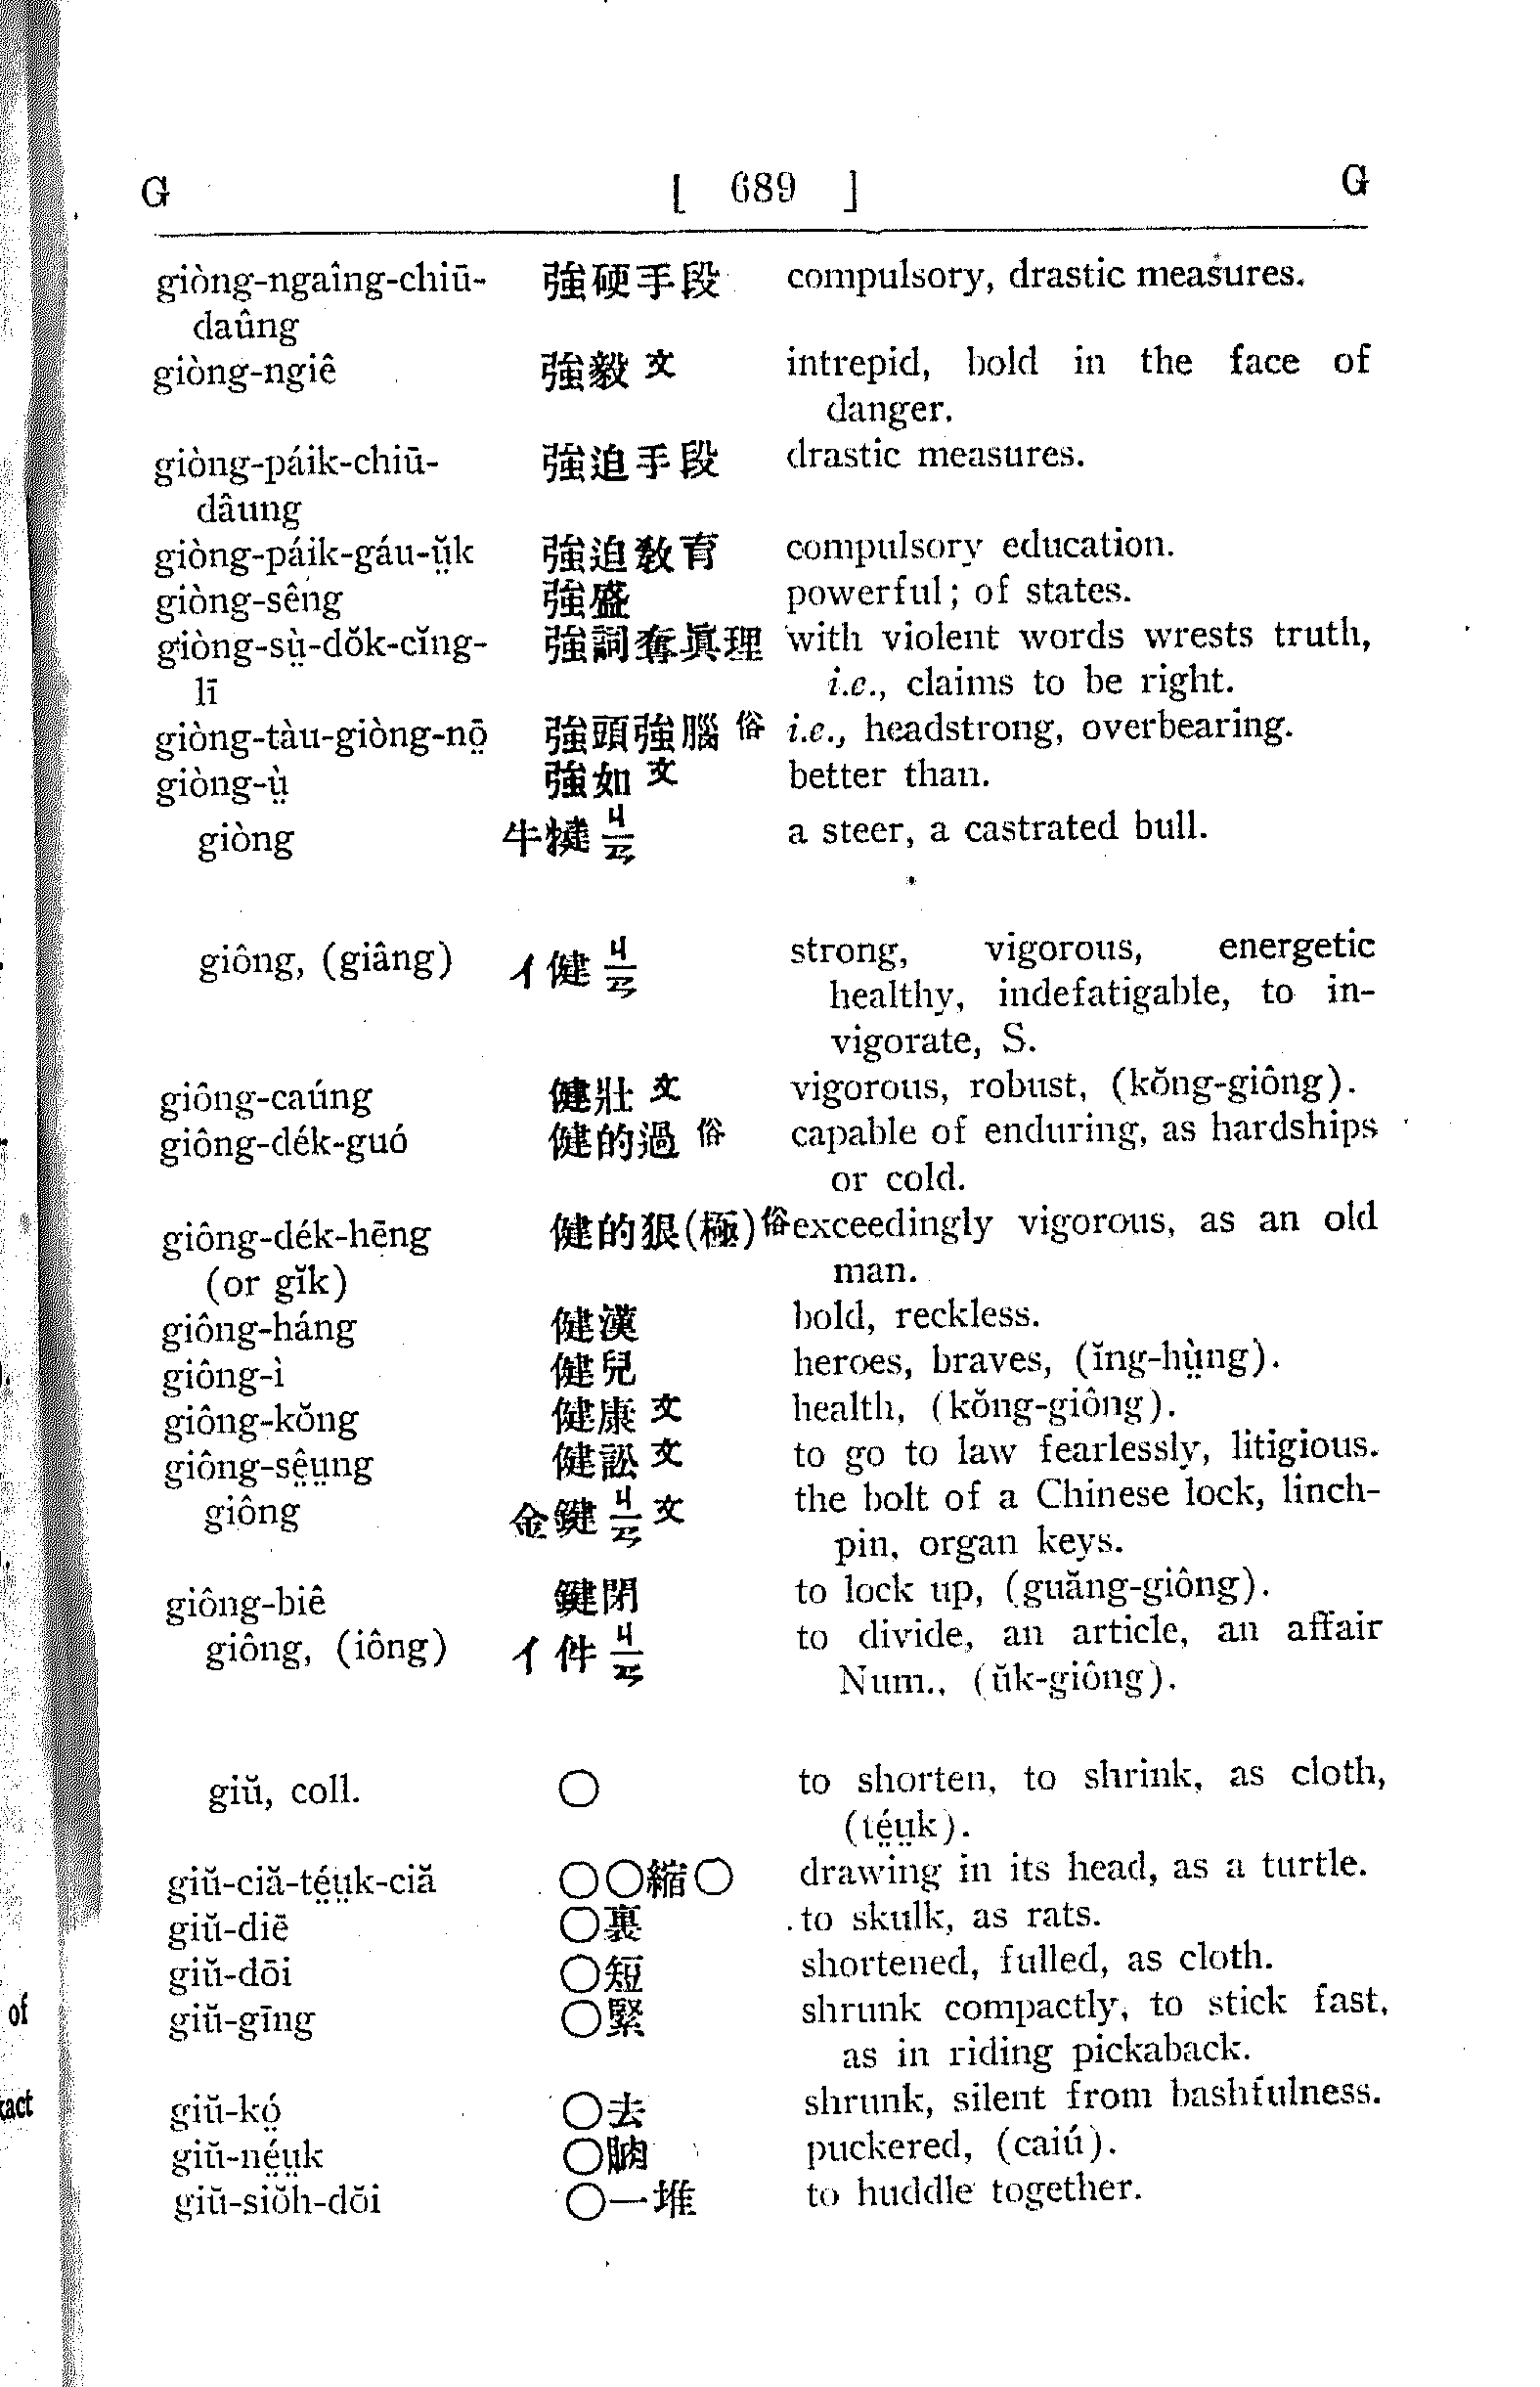 G [ 689 ] G
giòng-ngaîng-chiū- 強硬手段 compulsory, drastic measures.
daûng
giòng-ngiê 強毅文 intrepid, bold in the face of
danger.
giòng-páik-chiū- 強迫手段 drastic measures.
dâung
giòng-páik-gáu-ṳ̆k 強迫教育 compulsory education.
giòng-sêng 強盛 powerful; of states.
giòng-sṳ̀-dŏk-cĭng- 強詞奪眞理 with violent words wrests truth,
lī i.e., claims to be right.
giòng-tàu-giòng-nō̤ 強頭強腦 俗 i.e., headstrong, overbearing.
giòng-ṳ̀ 強如文 better than.
giòng 牛犍ㄐㄢ a steer, a castrated bull.
giông, (giâng) 亻健ㄐㄢ strong, vigorous, energetic
healthy, indefatigable, to in-
vigorate, S.
giông-caúng 健壯文 vigorous, robust, (kŏng-giông).
giông-dék-guó 健的過 俗 capable of enduring, as hardships
or cold.
giông-dék-hēng 健的狠(極)俗 exceedingly vigorous, as an old
(or gĭk) man.
giông-háng 健漢 bold, reckless.
giông-ì 健兒 heroes, braves, (ĭng-hṳ̀ng).
giông-kŏng 健康文 health, (kŏng-giông).
giông-sê̤ṳng 健訟文 to go to law fearlessly, litigious.
giông 金鍵ㄐㄢ文 the bolt of a Chinese lock, linch-
pin, organ keys.
giông-biê 鍵閉 to lock up, (guăng-giông).
giông, (iông) 亻件ㄐㄢ to divide, an article, an affair
Num., (ŭk-giông).
giŭ, coll. ○ to shorten, to shrink, as cloth,
(té̤ṳk).
giŭ-ciă-té̤ṳk-ciă ○○縮○ drawing in its head, as a turtle.
giŭ-diē ○裏 to skulk, as rats.
giŭ-dōi ○短 shortened, fulled, as cloth.
giŭ-gīng ○緊 shrunk compactly, to stick fast,
as in riding pickaback.
giŭ-kó̤ ○去 shrunk, silent from bashfulness.
giŭ-né̤ṳk ○朒 puckered, (caiú).
giŭ-siŏh-dŏi ○一堆 to huddle together.
of